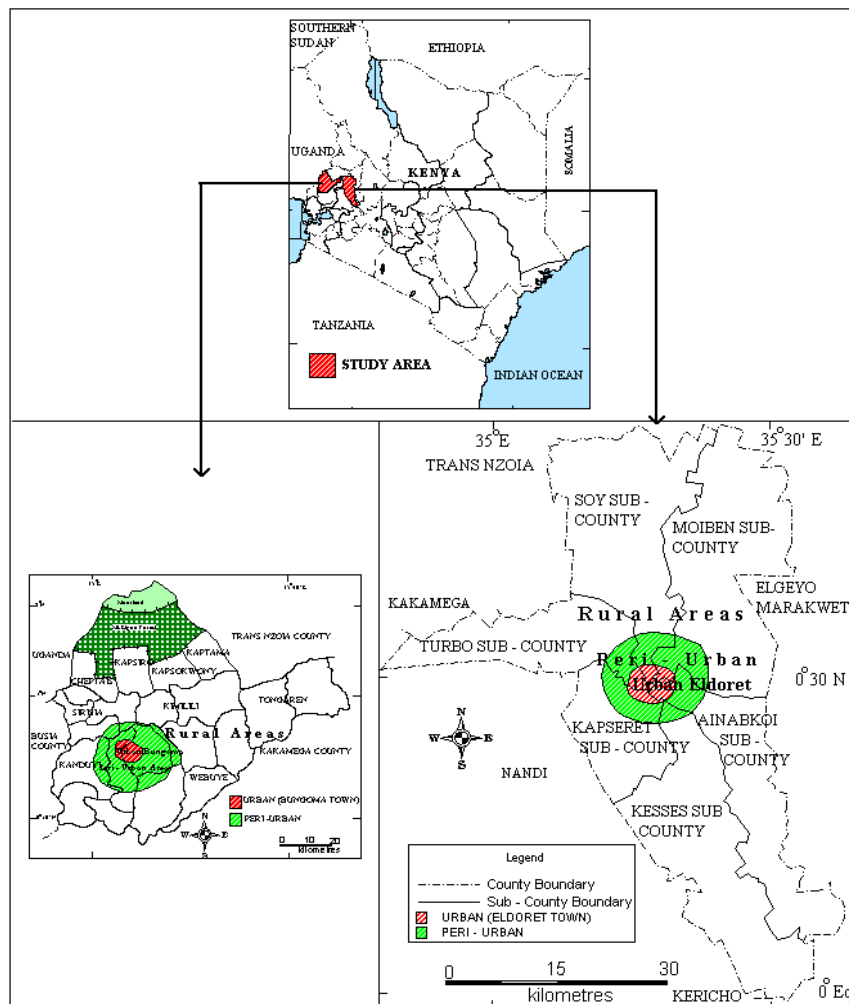 SOUTHERN
SUDAN
ETHIOPIA
UGANDA
KENYA
SOMALIA
TANZANIA
STUDY AREA
INDIAN OCEAN
TRANS NZOIA COUNTY
UGANDA
KAPTAMA
KAPSIRO
KAPSOKWONY
CHEPTAB
TONGAREN
SIRISIA
KIMILILI
BUSIA
COUNTY
Rural Areas
KAKAMEGA COUNTY
KANDUYI
WEBUYE
URBAN (BUNGOMA TOWN)
PERI-URBAN
N
W E
S
0 10 20
kilometres
35°E
35°30' E
TRANS NZOIA
SOY SUB -
COUNTY
MOIBEN SUB-
COUNTY
ELGEYO
MARAKWET
KAKAMEGA
Rural Areas
TURBO SUB - COUNTY
Peri - Urban
Urban Eldoret
0°30 N
KAPSERET
SUB - COUNTY
AINABKOI
SUB -
COUNTY
N
W E
S
NANDI
KESSES SUB
COUNTY
Legend
County Boundary
Sub - County Boundary
URBAN (ELDORET TOWN)
PERI - URBAN
0 15 30
kilometres
KERICHO
0°Eq